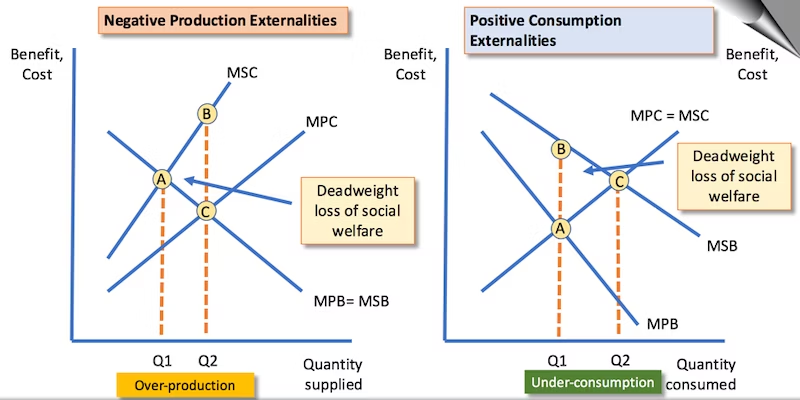 Negative Production Externalities
Benefit,
Cost
MSC
B
MPC
A
C
Deadweight
loss of social
welfare
MPB= MSB
Q1
Q2
Quantity
supplied
Over-production
Positive Consumption
Externalities
Benefit,
Cost
Benefit,
Cost
MPC = MSC
B
C
Deadweight
loss of social
welfare
A
MSB
MPB
Q1
Q2
Quantity
consumed
Under-consumption